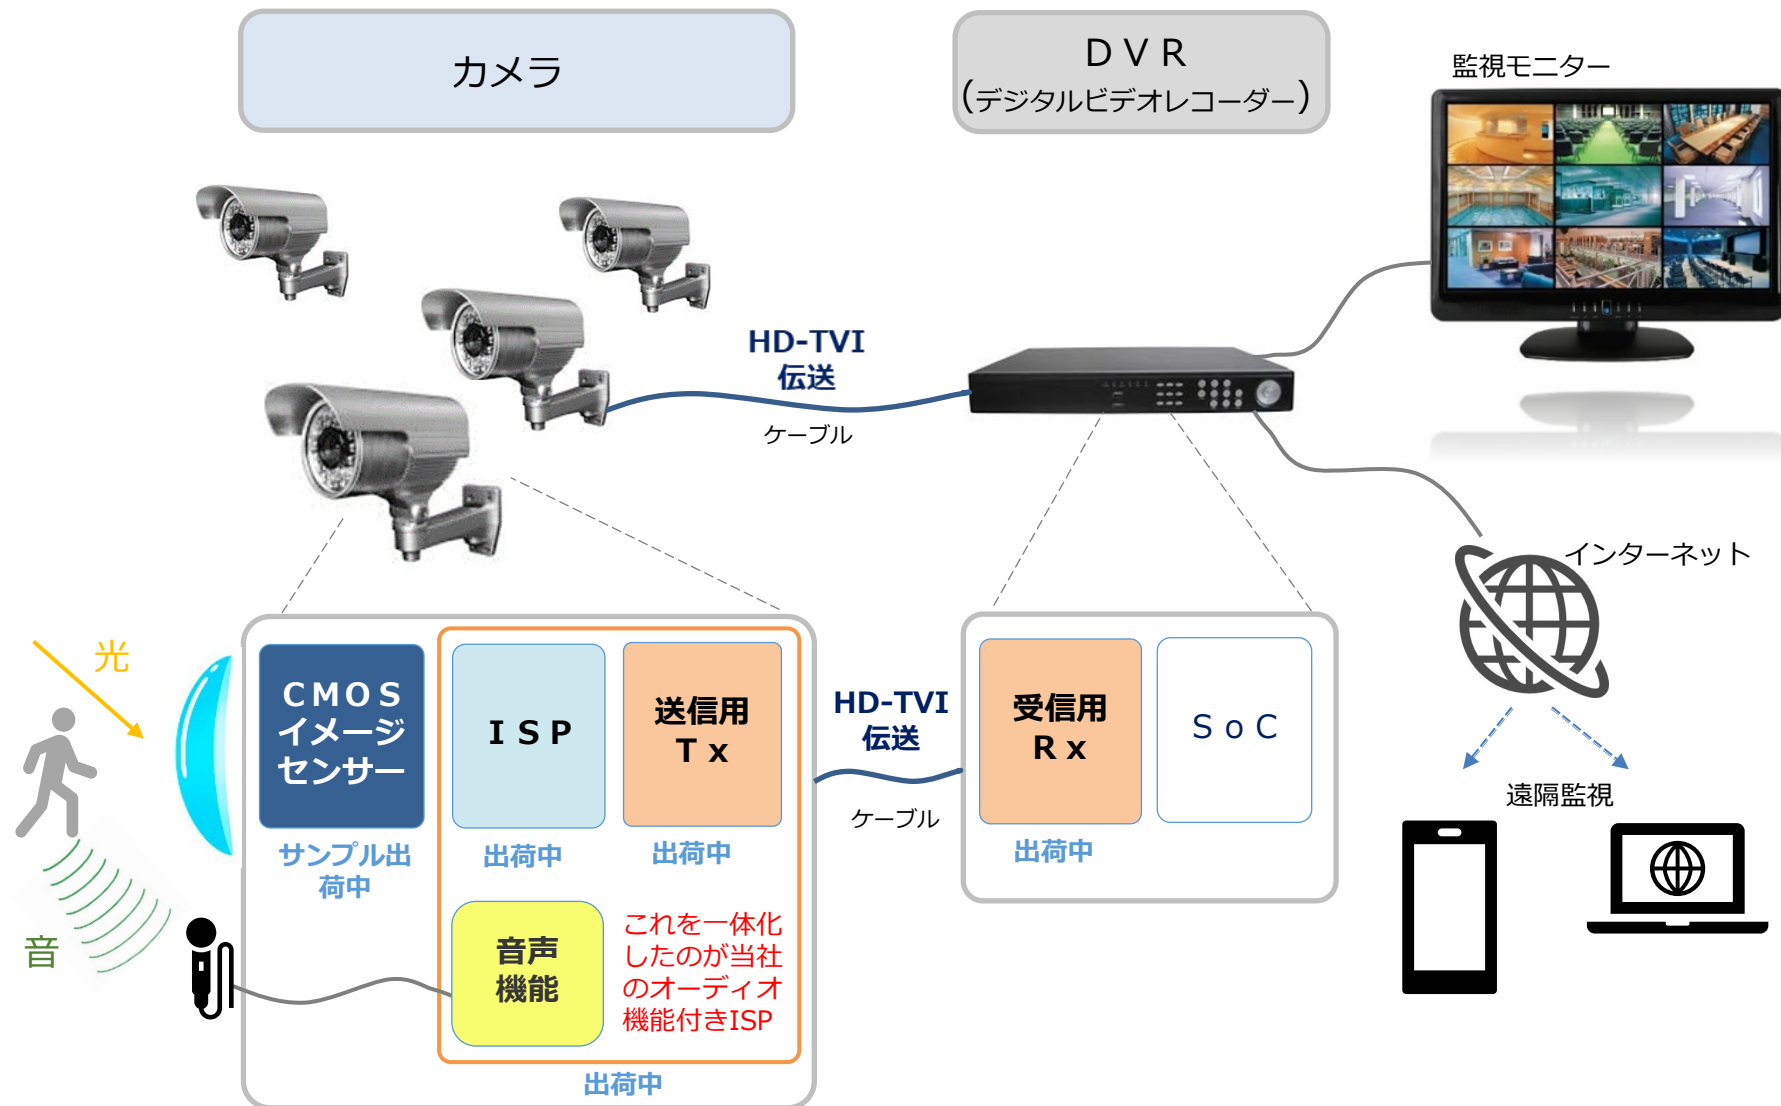 カメラ
ＤＶＲ
(デジタルビデオレコーダー)
監視モニター
HD-TVI
伝送
ケーブル
インターネット
光
CMOS
イメージ
センサー
サンプル出
荷中
ISP
出荷中
送信用
Tx
出荷中
HD-TVI
伝送
ケーブル
受信用
Rx
出荷中
SoC
遠隔監視
音
音声
機能
これを一体化
したのが当社
のオーディオ
機能付きISP
出荷中